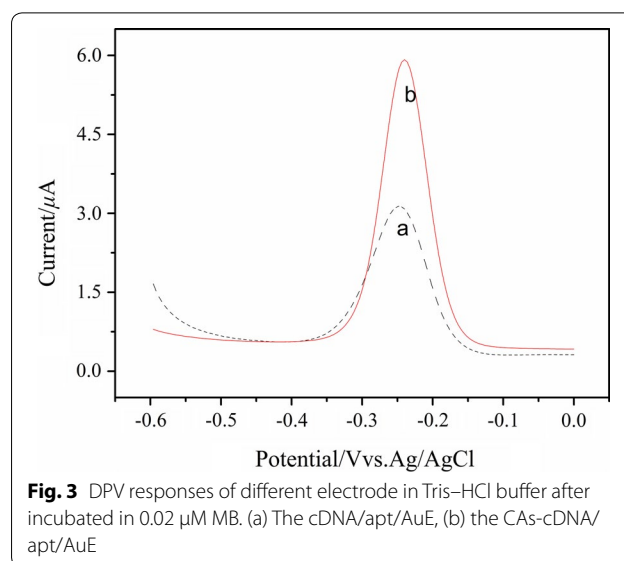 6.0
b
4.5
Current/μA
3.0
a
1.5
0.0
-0.6 -0.5 -0.4 -0.3 -0.2 -0.1 0.0
Potential/Vvs.Ag/AgCl
Fig. 3 DPV responses of different electrode in Tris–HCl buffer after
incubated in 0.02 μM MB. (a) The cDNA/apt/AuE, (b) the CAs-cDNA/
apt/AuE